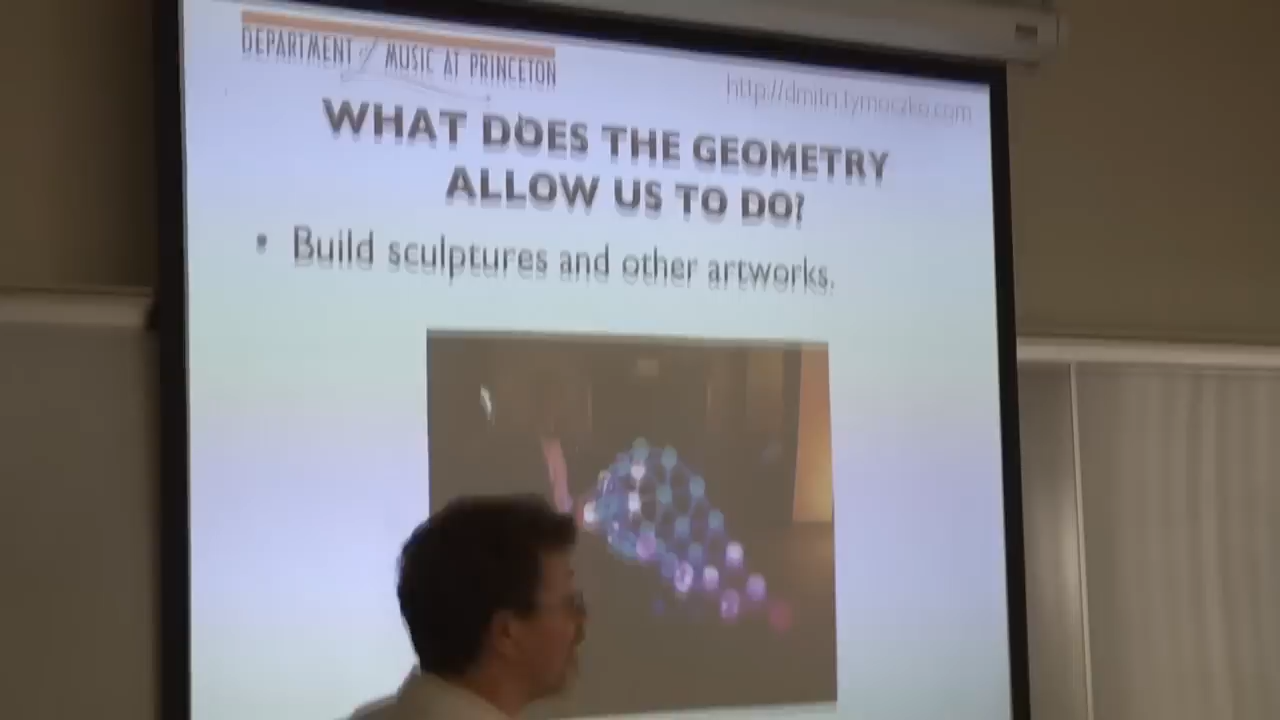 DEPARTMENT of MUSIC AT PRINCETON
http://dmitri.tymoczko.com
WHAT DOES THE GEOMETRY
ALLOW US TO DO?
• Build sculptures and other artworks.